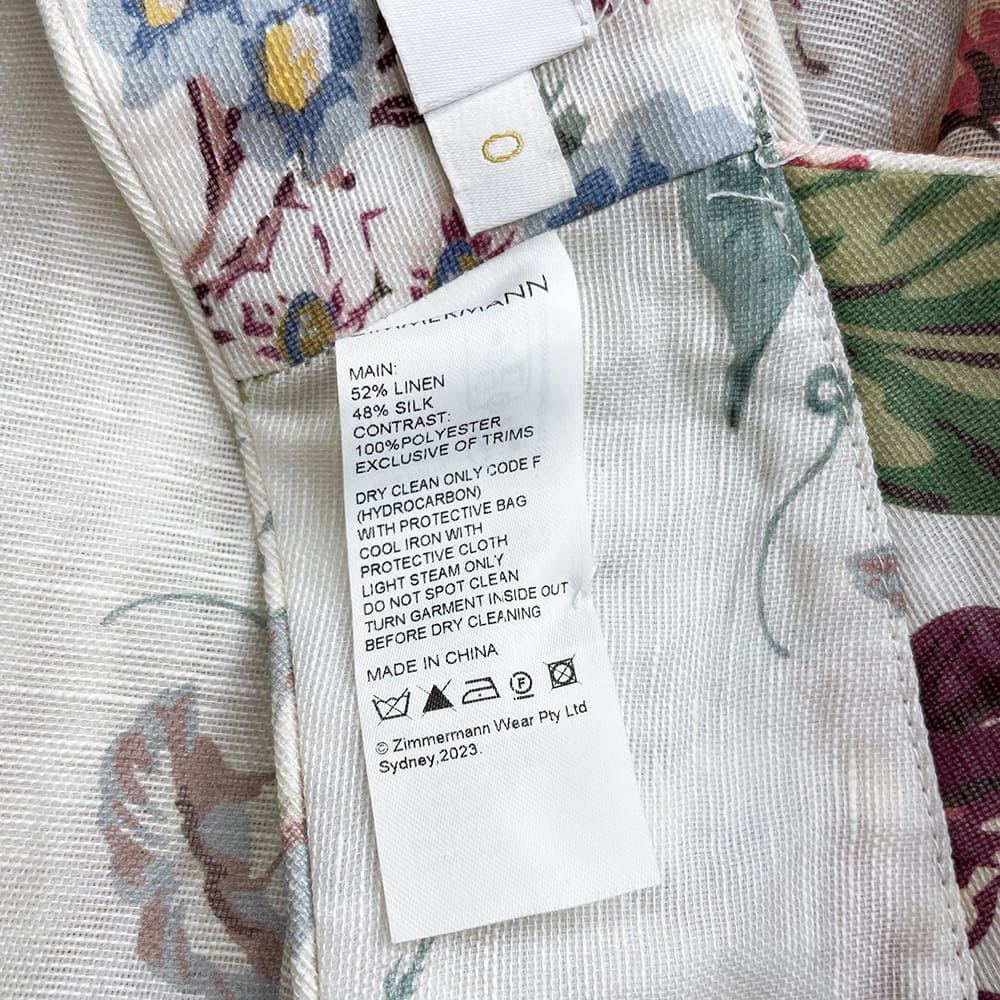 0
ZIMMERMANN
MAIN:
52% LINEN
48% SILK
CONTRAST:
100%POLYESTER
EXCLUSIVE OF TRIMS
DRY CLEAN ONLY CODE F
(HYDROCARBON)
WITH PROTECTIVE BAG
COOL IRON WITH
PROTECTIVE CLOTH
LIGHT STEAM ONLY
DO NOT SPOT CLEAN
TURN GARMENT INSIDE OUT
BEFORE DRY CLEANING
MADE IN CHINA
F
© Zimmermann Wear Pty Ltd
Sydney,2023.